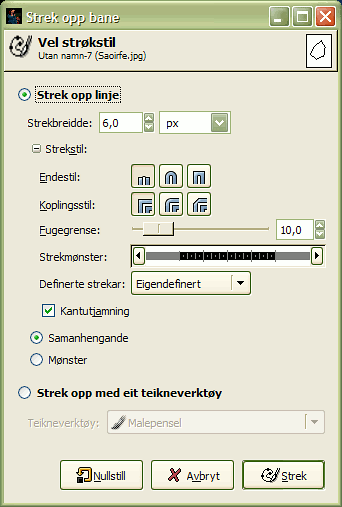 Strek opp bane
Vel strøkstil
Utan namn-7 (Saoirfe.jpg)
Strek opp linje
Strekbreidde: 6,0 px
Strekstil:
Endestil:
Koplingsstil:
Fugegrense: 10,0
Strekmønster:
Definerte strekar: Eigendefinert
Kantutjamning
Samanhengande
Mønster
Strek opp med eit teikneverktøy
Teikneverktøy: Malepensel
Nullstill Avbryt Strek